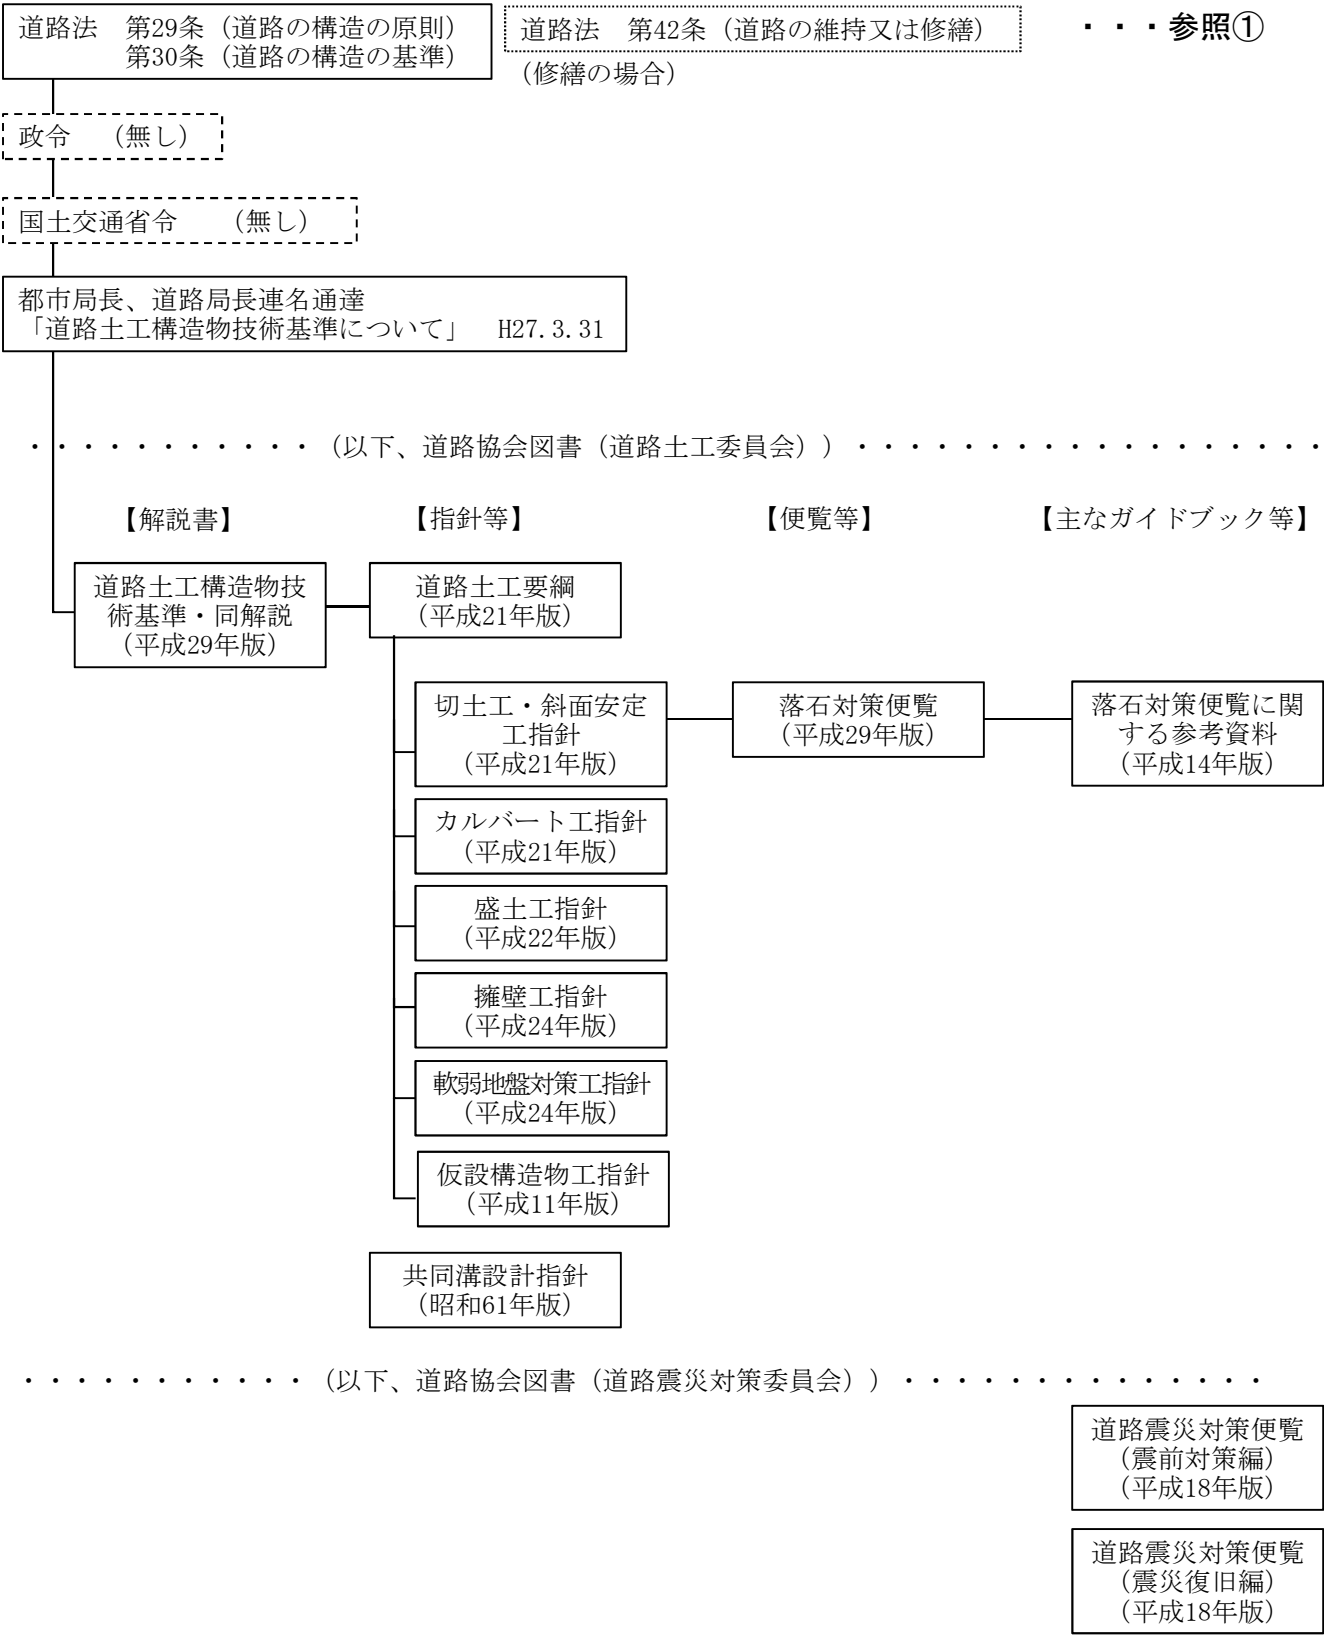 道路法　第29条（道路の構造の原則）
第30条（道路の構造の基準）
道路法　第42条（道路の維持又は修繕）
（修繕の場合）
・・・参照①
政令　（無し）
国土交通省令　　（無し）
都市局長、道路局長連名通達
「道路土工構造物技術基準について」　H27.3.31
・・・・・・・・・・・・（以下、道路協会図書（道路土工委員会））・・・・・・・・・・・・・・・・・・
【解説書】
【指針等】
【便覧等】
【主なガイドブック等】
道路土工構造物技
術基準・同解説
（平成29年版）
道路土工要綱
（平成21年版）
切土工・斜面安定
工指針
（平成21年版）
落石対策便覧
（平成29年版）
落石対策便覧に関
する参考資料
（平成14年版）
カルバート工指針
（平成21年版）
盛土工指針
（平成22年版）
擁壁工指針
（平成24年版）
軟弱地盤対策工指針
（平成24年版）
仮設構造物工指針
（平成11年版）
共同溝設計指針
（昭和61年版）
・・・・・・・・・・・・（以下、道路協会図書（道路震災対策委員会））・・・・・・・・・・・・・・
道路震災対策便覧
（震前対策編）
（平成18年版）
道路震災対策便覧
（震災復旧編）
（平成18年版）